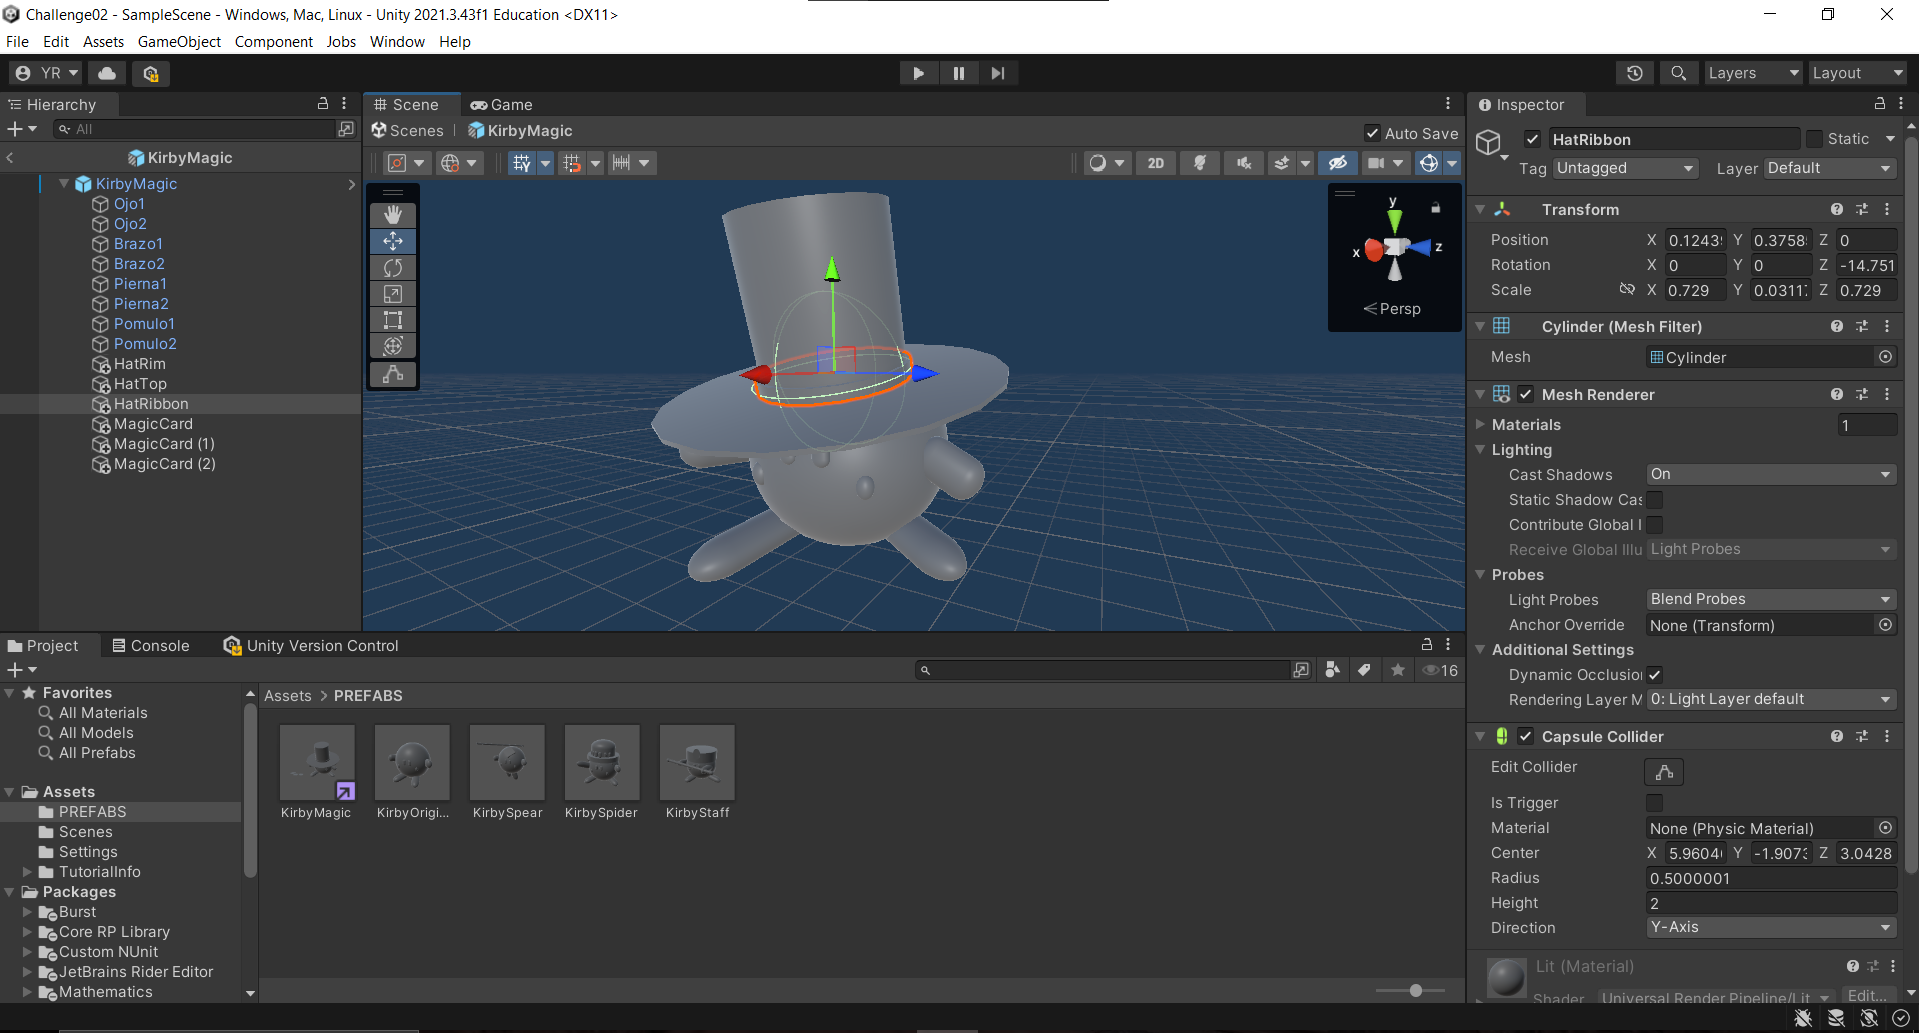 Challenge02 - SampleScene - Windows, Mac, Linux - Unity 2021.3.43f1 Education <DX11>
File Edit Assets GameObject Component Jobs Window Help
YR
Layers
Layout
Hierarchy
All
KirbyMagic
KirbyMagic
Ojo1
Ojo2
Brazo1
Brazo2
Pierna1
Pierna2
Pomulo1
Pomulo2
HatRim
HatTop
HatRibbon
MagicCard
MagicCard (1)
MagicCard (2)
Scene
Game
Scenes
KirbyMagic
Auto Save
2D
y
x
z
Persp
Inspector
HatRibbon
Static
Tag Untagged Layer Default
Transform
Position X 0.1243 Y 0.3758 Z 0
Rotation X 0 Y 0 Z -14.751
Scale X 0.729 Y 0.0311 Z 0.729
Cylinder (Mesh Filter)
Mesh Cylinder
Mesh Renderer
Materials 1
Lighting
Cast Shadows On
Static Shadow Cas
Contribute Global I
Receive Global Illu Light Probes
Probes
Light Probes Blend Probes
Anchor Override None (Transform)
Additional Settings
Dynamic Occlusion
Rendering Layer M 0: Light Layer default
Capsule Collider
Edit Collider
Is Trigger
Material None (Physic Material)
Center X 5.9604 Y -1.9073 Z 3.0428
Radius 0.5000001
Height 2
Direction Y-Axis
Lit (Material)
Shader Universal Render Pipeline/Lit Edit...
Project
Console
Unity Version Control
16
Favorites
All Materials
All Models
All Prefabs
Assets
PREFABS
Scenes
Settings
TutorialInfo
Packages
Burst
Core RP Library
Custom NUnit
JetBrains Rider Editor
Mathematics
Assets > PREFABS
KirbyMagic
KirbyOrigi...
KirbySpear
KirbySpider
KirbyStaff